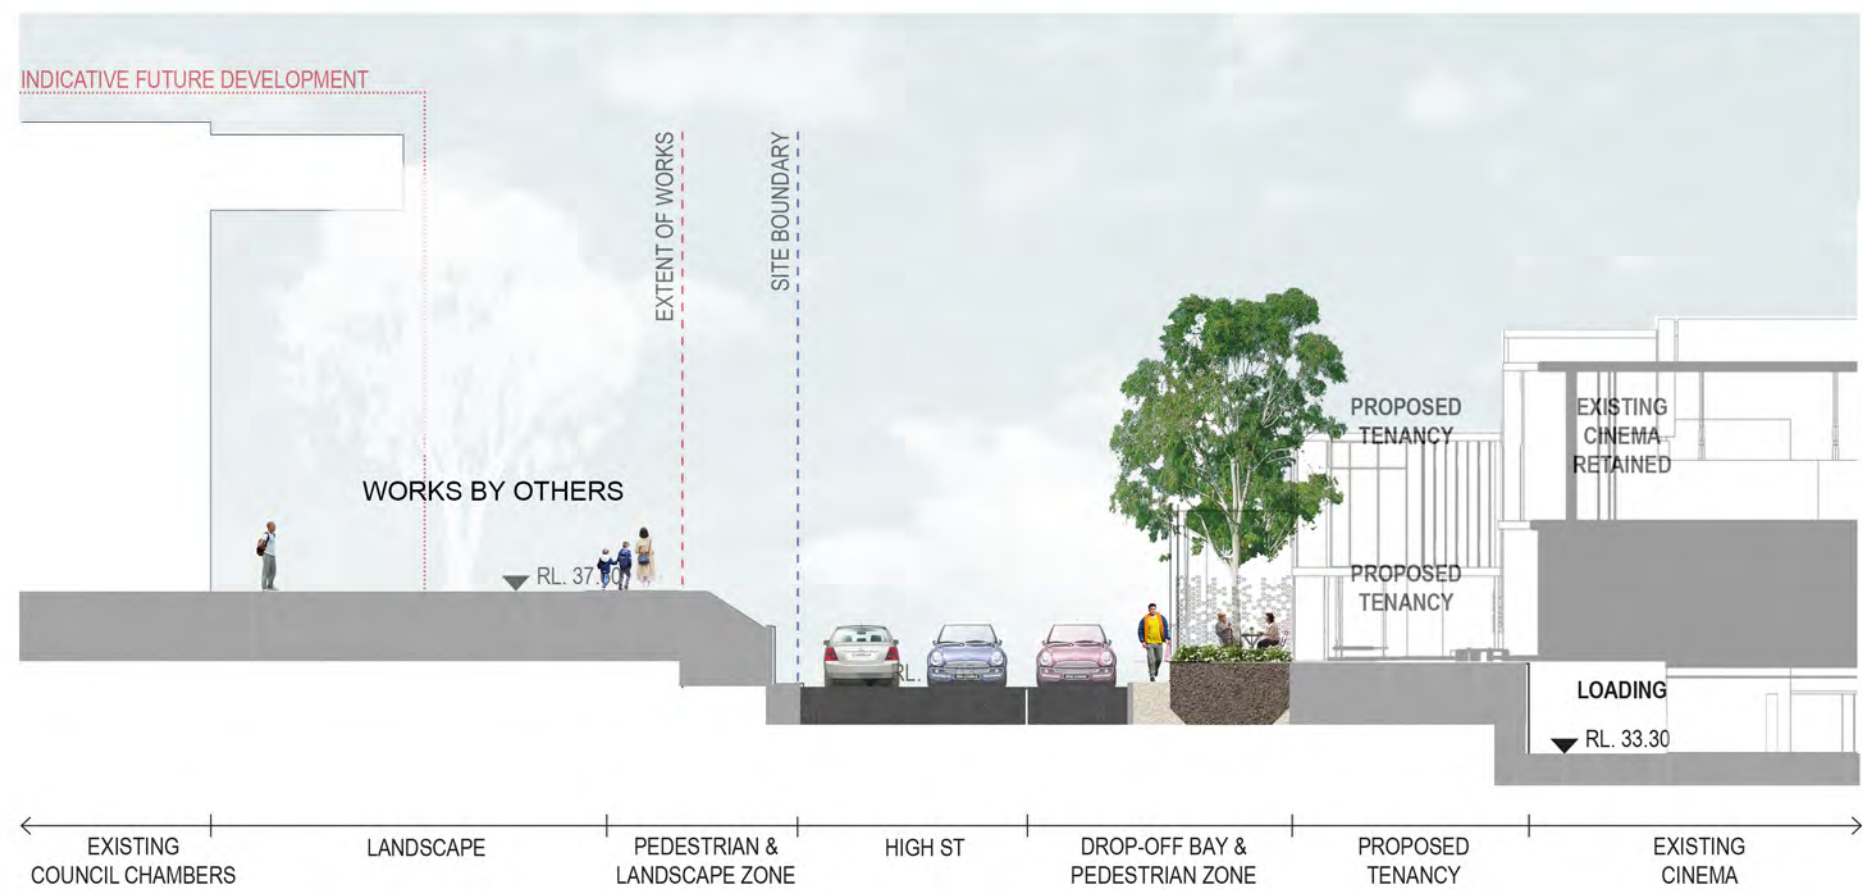 INDICATIVE FUTURE DEVELOPMENT
EXTENT OF WORKS
SITE BOUNDARY
WORKS BY OTHERS
RL.
RL.
PROPOSED
TENANCY
EXISTING
CINEMA
RETAINED
PROPOSED
TENANCY
LOADING
RL. 33.30
EXISTING
COUNCIL CHAMBERS
LANDSCAPE
PEDESTRIAN &
LANDSCAPE ZONE
HIGH ST
DROP-OFF BAY &
PEDESTRIAN ZONE
PROPOSED
TENANCY
EXISTING
CINEMA